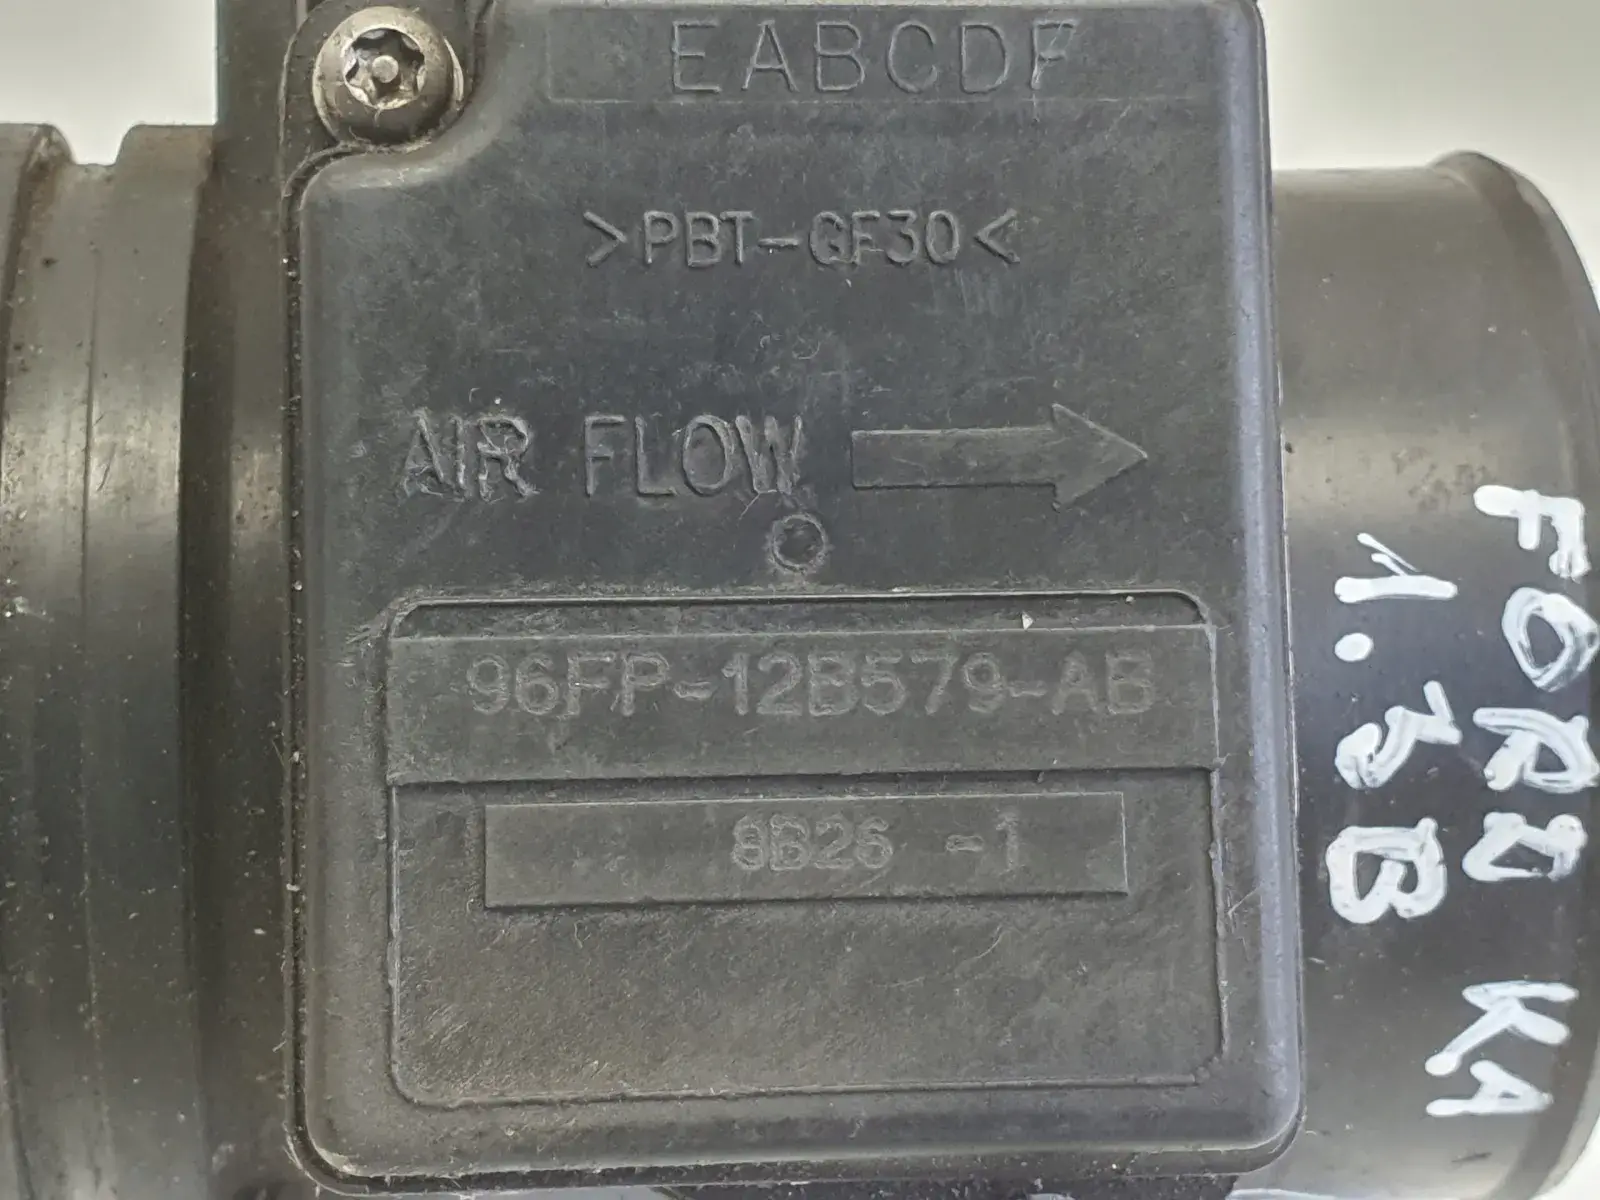 EABCDF
>PBT-GF30<
AIR FLOW
96FP-12B579-AB
8B26 -1
FORD KA
1.3B